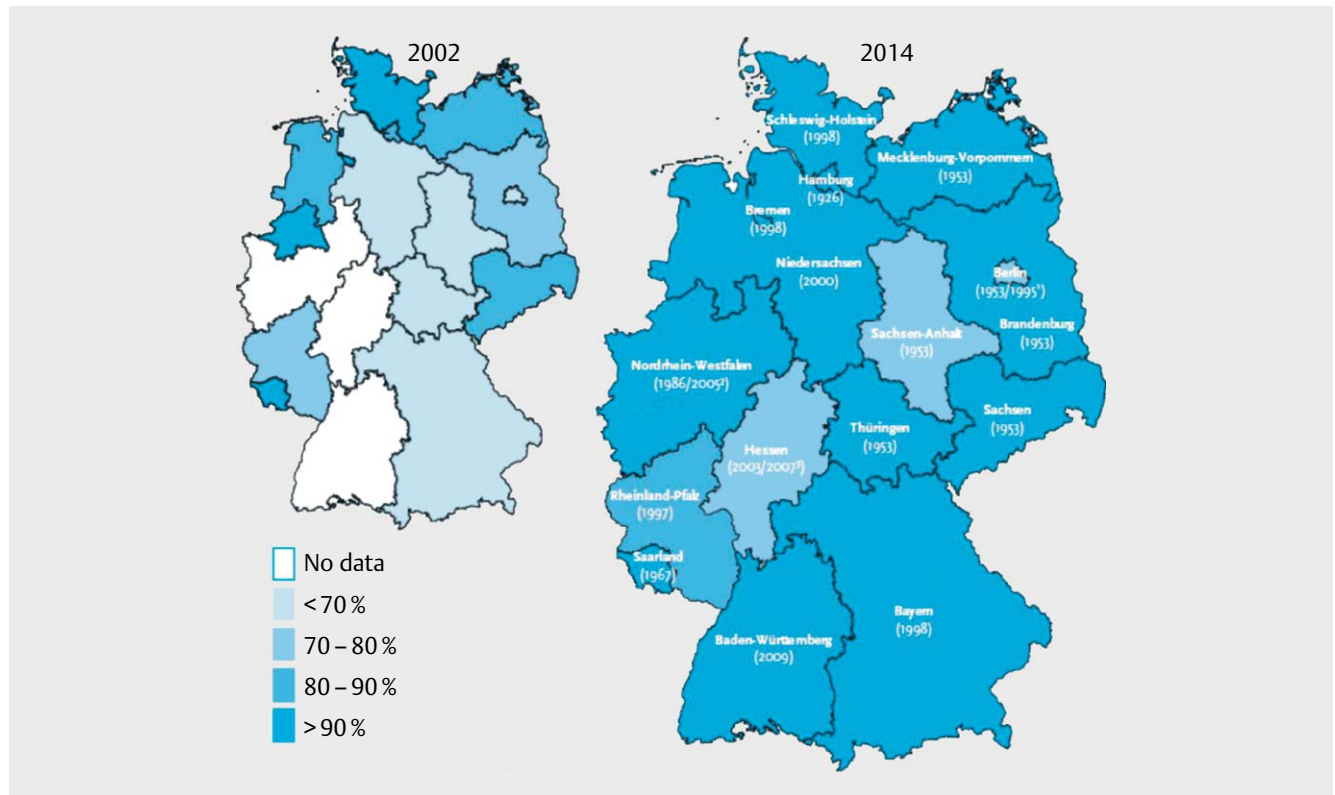 2002
2014
Schleswig-Holstein
(1998)
Mecklenburg-Vorpommern
(1953)
Hamburg
(1926)
Bremen
(1998)
Niedersachsen
(2000)
Berlin
(1953/1995¹)
Brandenburg
(1953)
Sachsen-Anhalt
(1953)
Nordrhein-Westfalen
(1986/2005²)
Sachsen
(1953)
Thüringen
(1953)
Hessen
(2003/2007³)
Rheinland-Pfalz
(1997)
Saarland
(1967)
Bayern
(1998)
Baden-Württemberg
(2009)
No data
<70 %
70 – 80 %
80 – 90 %
>90 %